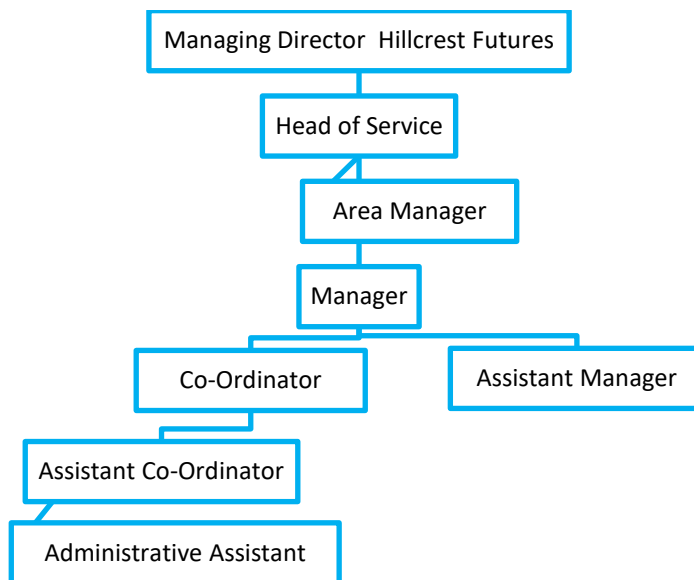 Managing Director  Hillcrest Futures
Head of Service
Area Manager
Manager
Co-Ordinator
Assistant Manager
Assistant Co-Ordinator
Administrative Assistant